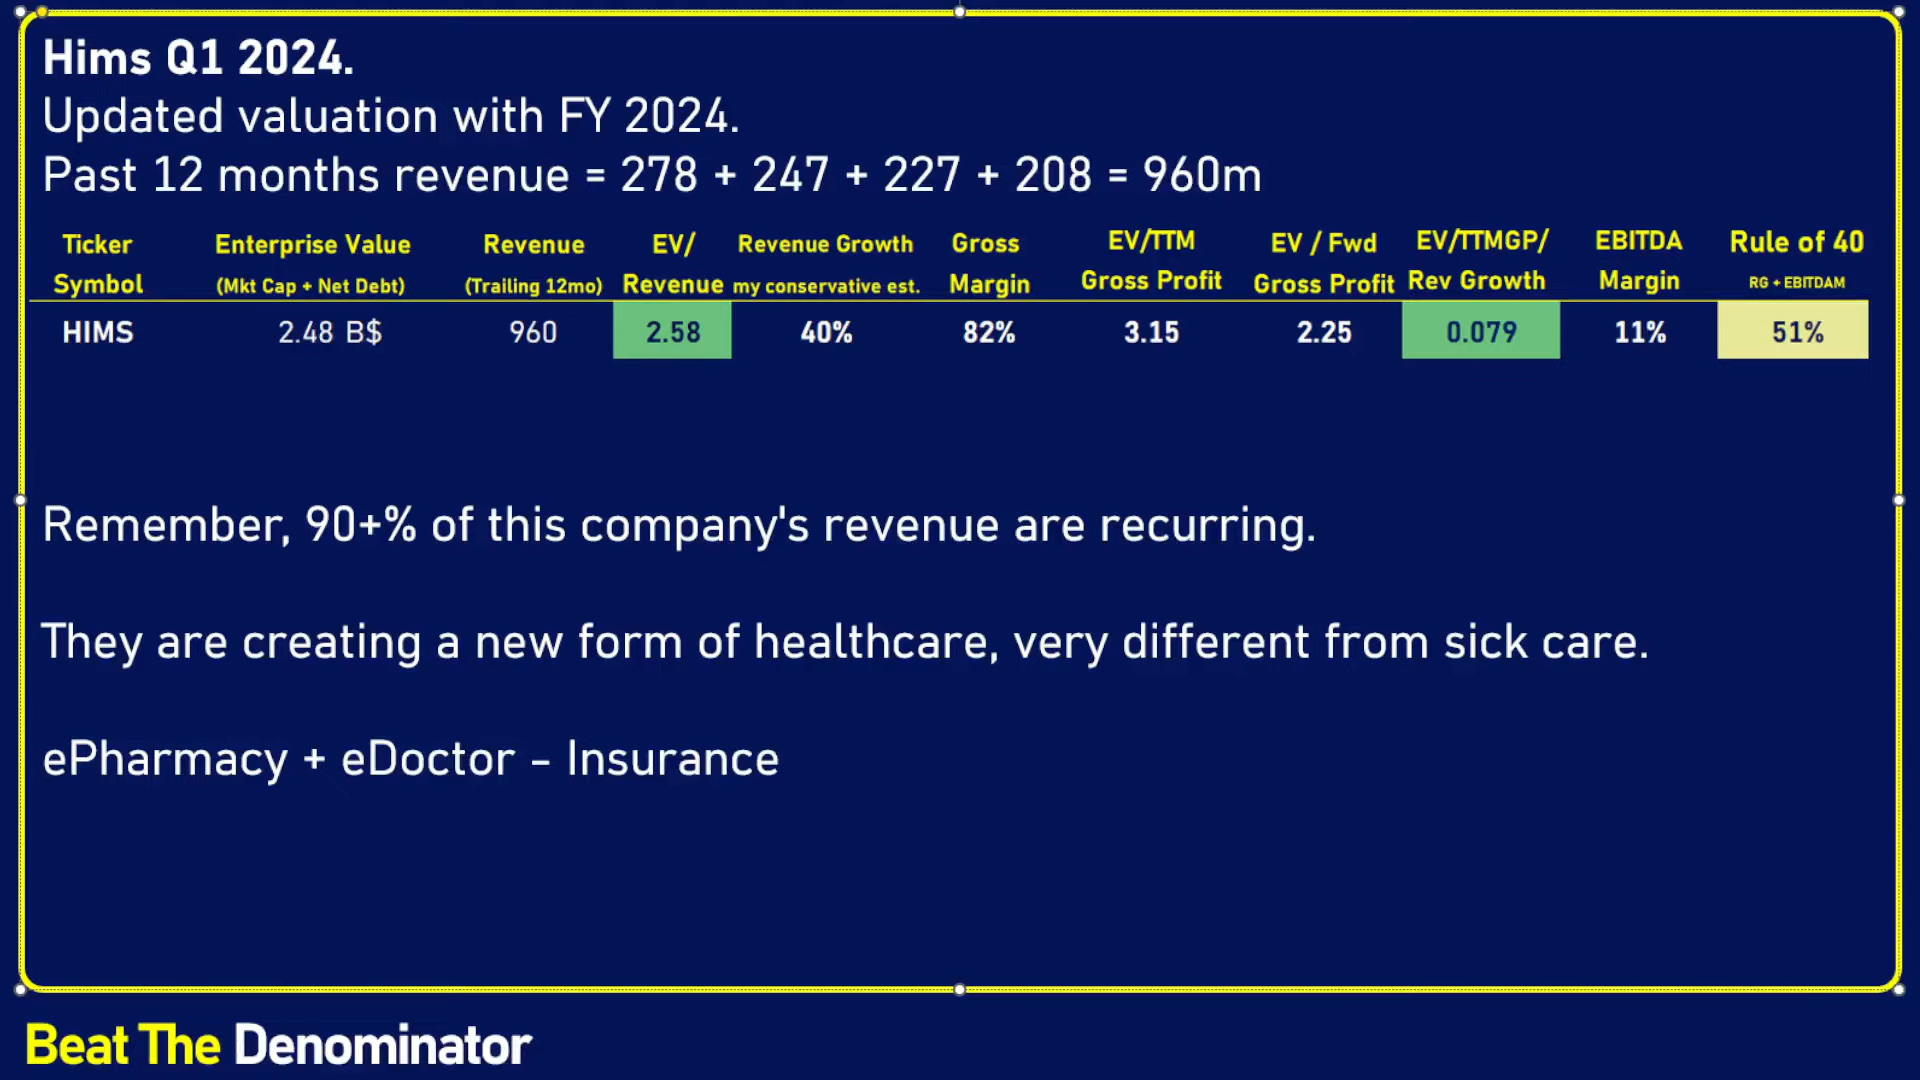 Hims Q1 2024.
Updated valuation with FY 2024.
Past 12 months revenue = 278 + 247 + 227 + 208 = 960m
Ticker Symbol
Enterprise Value (Mkt Cap + Net Debt)
Revenue (Trailing 12mo)
EV/ Revenue
Revenue Growth my conservative est.
Gross Margin
EV/TTM Gross Profit
EV / Fwd Gross Profit
EV/TTMGP/ Rev Growth
EBITDA Margin
Rule of 40 RG + EBITDAM
HIMS 2.48 B$ 960 2.58 40% 82% 3.15 2.25 0.079 11% 51%
Remember, 90+% of this company's revenue are recurring.
They are creating a new form of healthcare, very different from sick care.
ePharmacy + eDoctor - Insurance
Beat The Denominator